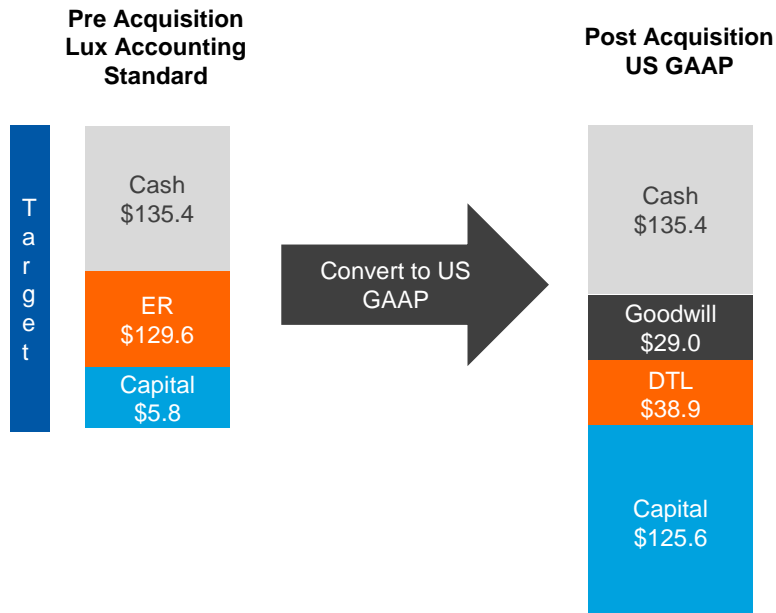 Pre Acquisition
Lux Accounting
Standard
Post Acquisition
US GAAP
T
a
r
g
e
t
Cash
$135.4
ER
$129.6
Capital
$5.8
Convert to US
GAAP
Cash
$135.4
Goodwill
$29.0
DTL
$38.9
Capital
$125.6